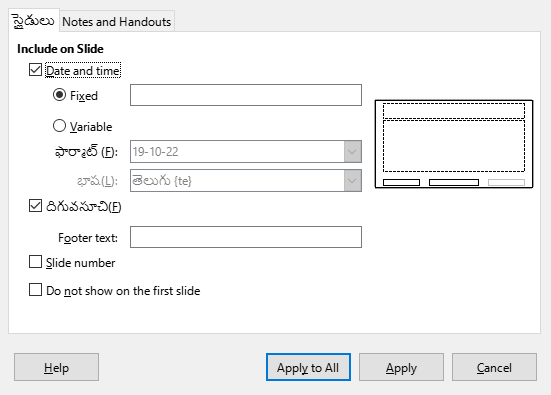 స్లైడులు Notes and Handouts
Include on Slide
Date and time
Fixed
Variable
ఫార్మాట్ (F): 19-10-22
భాష(L): తెలుగు {te}
దిగువసూచి(F)
Footer text:
Slide number
Do not show on the first slide
Help Apply to All Apply Cancel